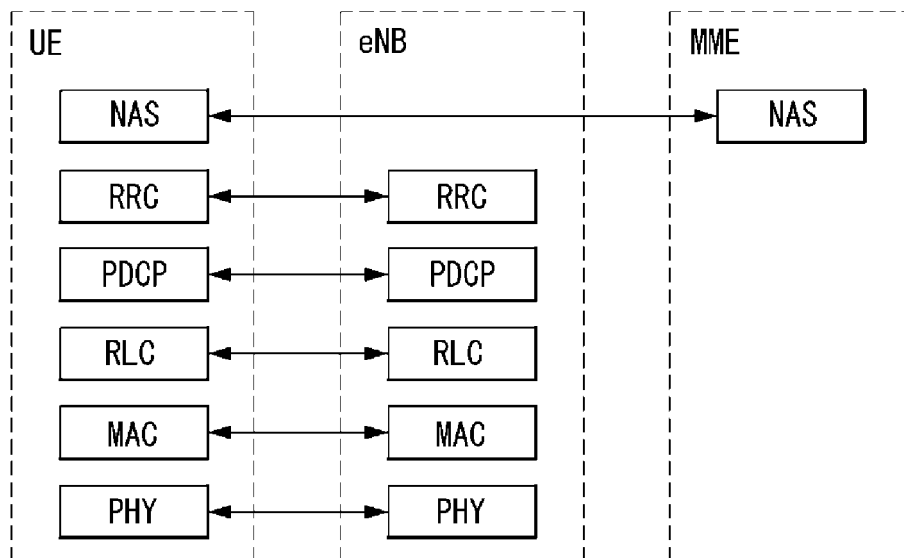 UE eNB MME
NAS NAS
RRC RRC
PDCP PDCP
RLC RLC
MAC MAC
PHY PHY